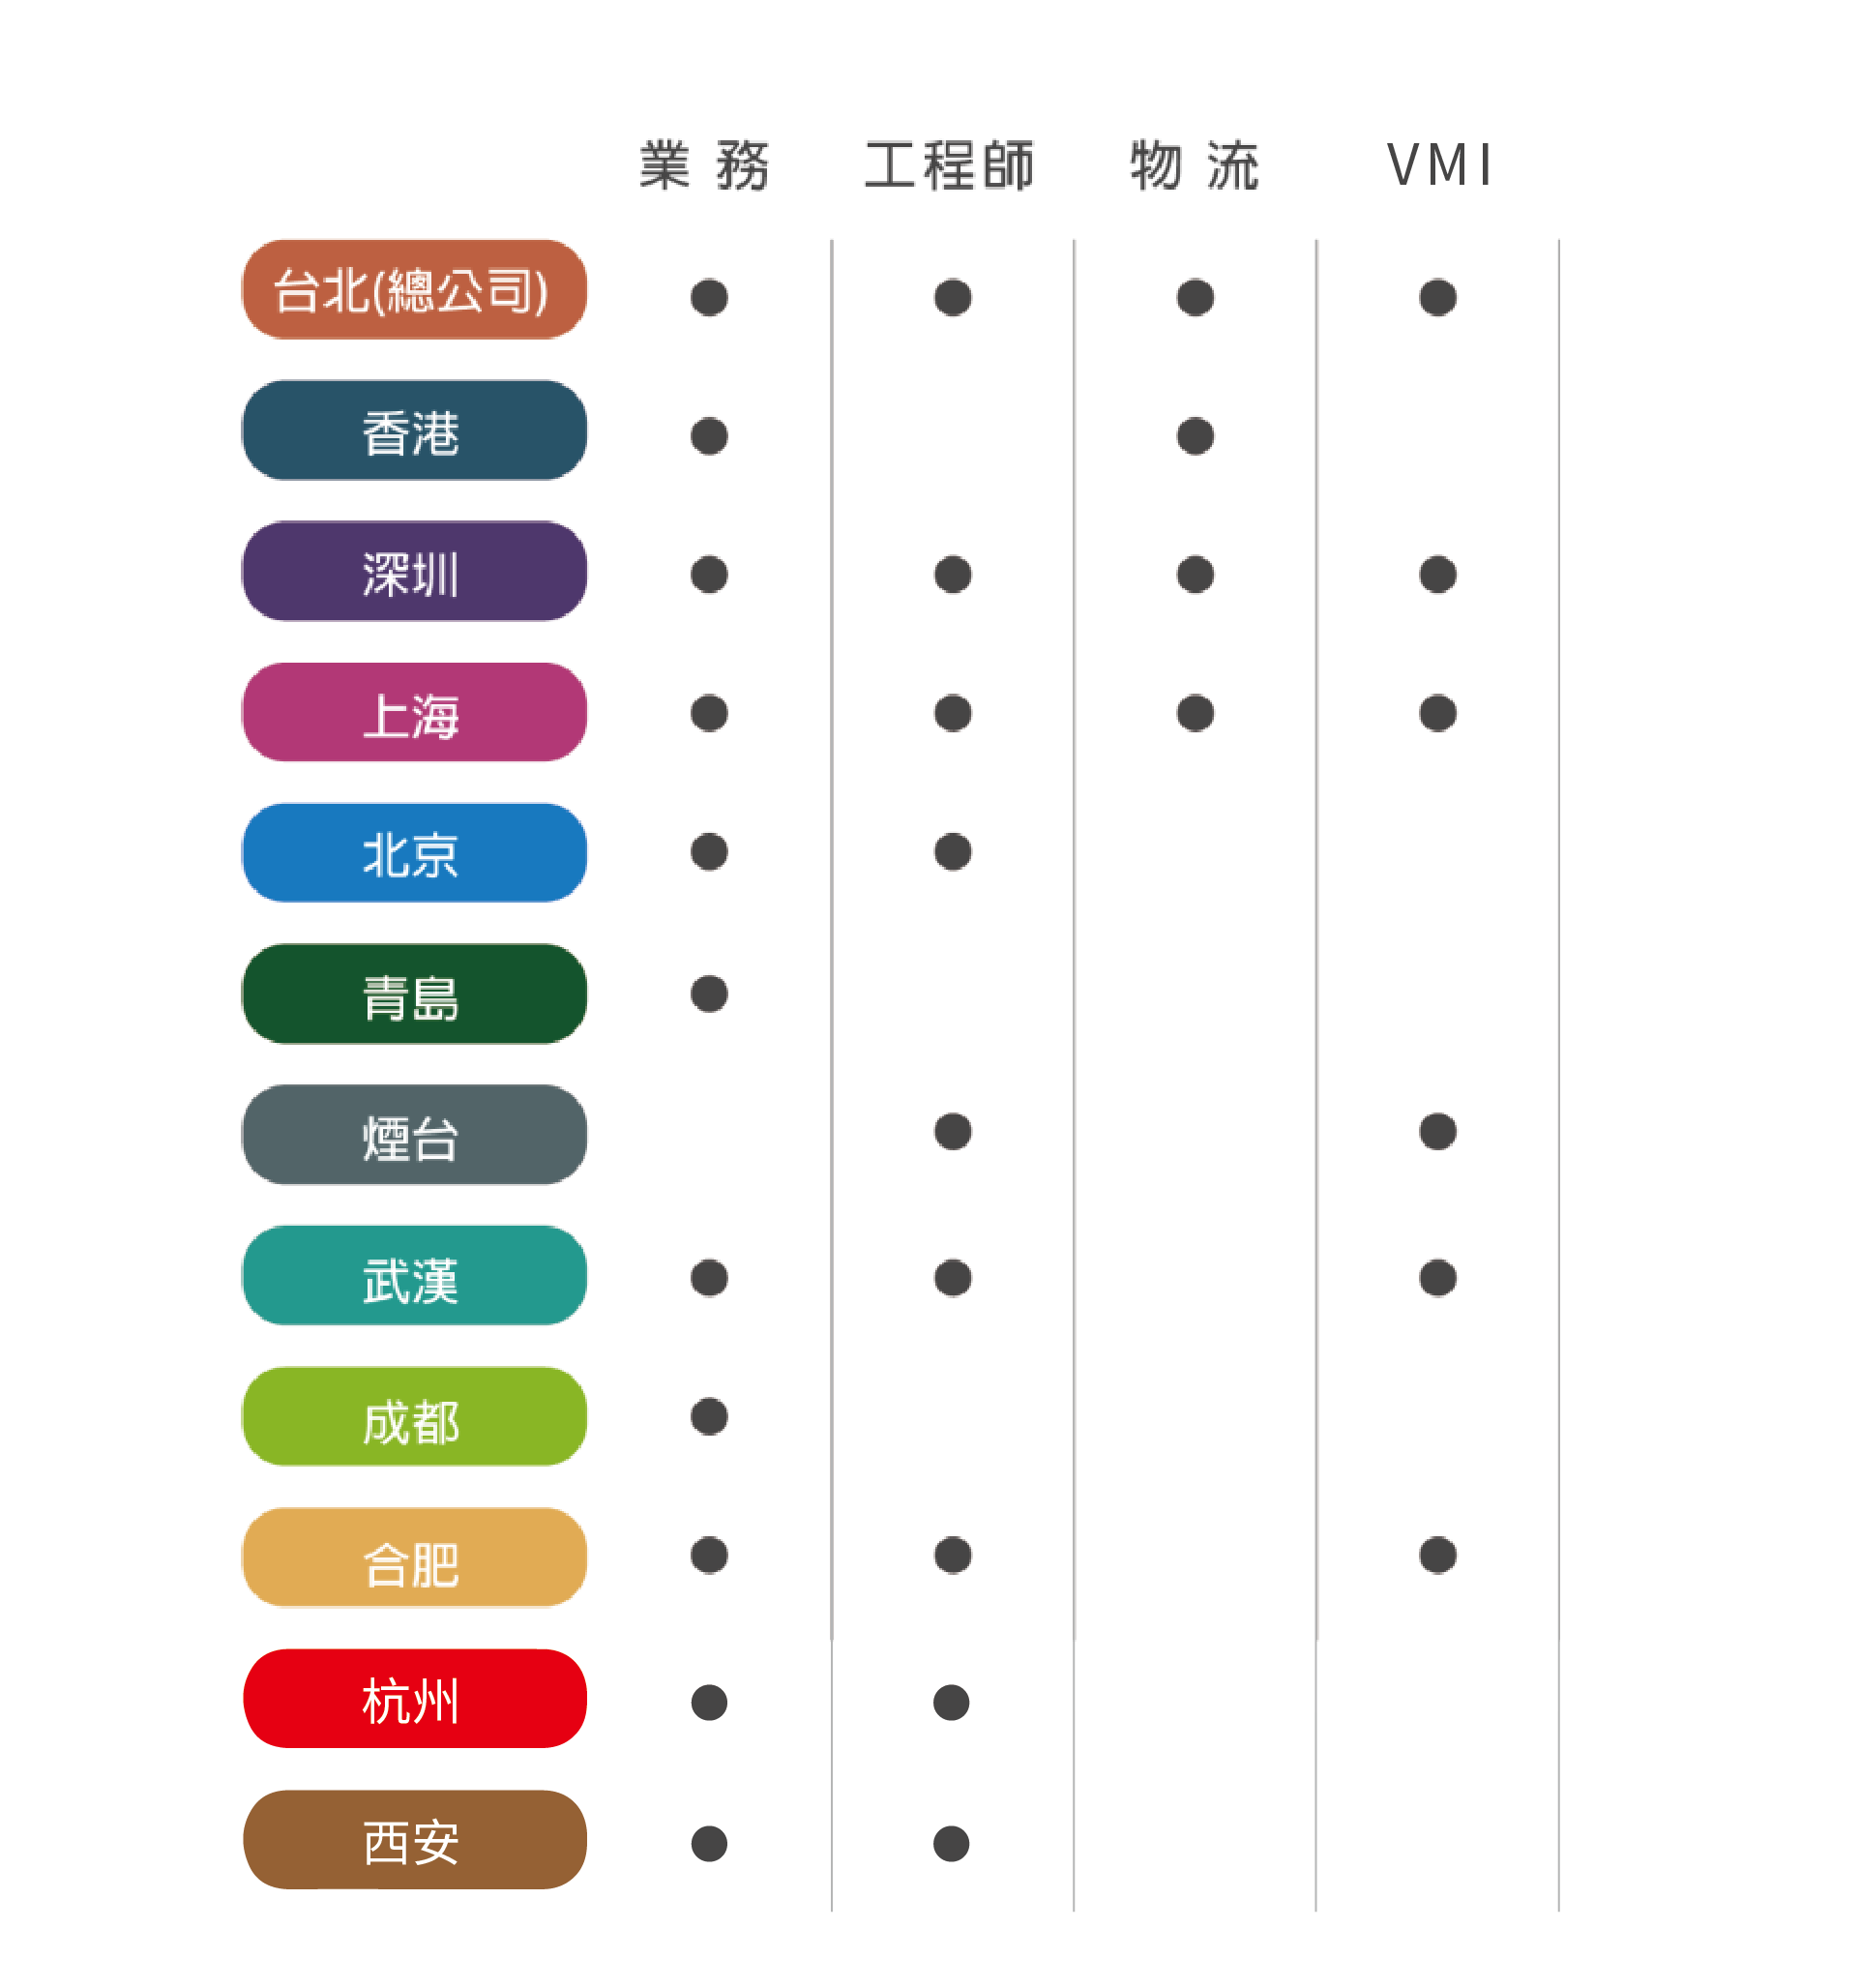 業務 工程師 物流 VMI
台北(總公司)
香港
深圳
上海
北京
青島
煙台
武漢
成都
合肥
杭州
西安